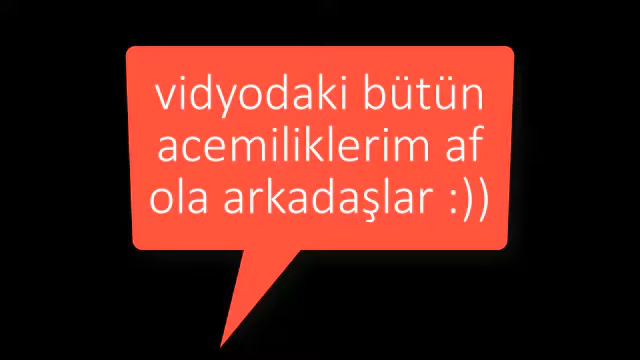 vidyodaki bütün
acemiliklerim af
ola arkadaşlar :))